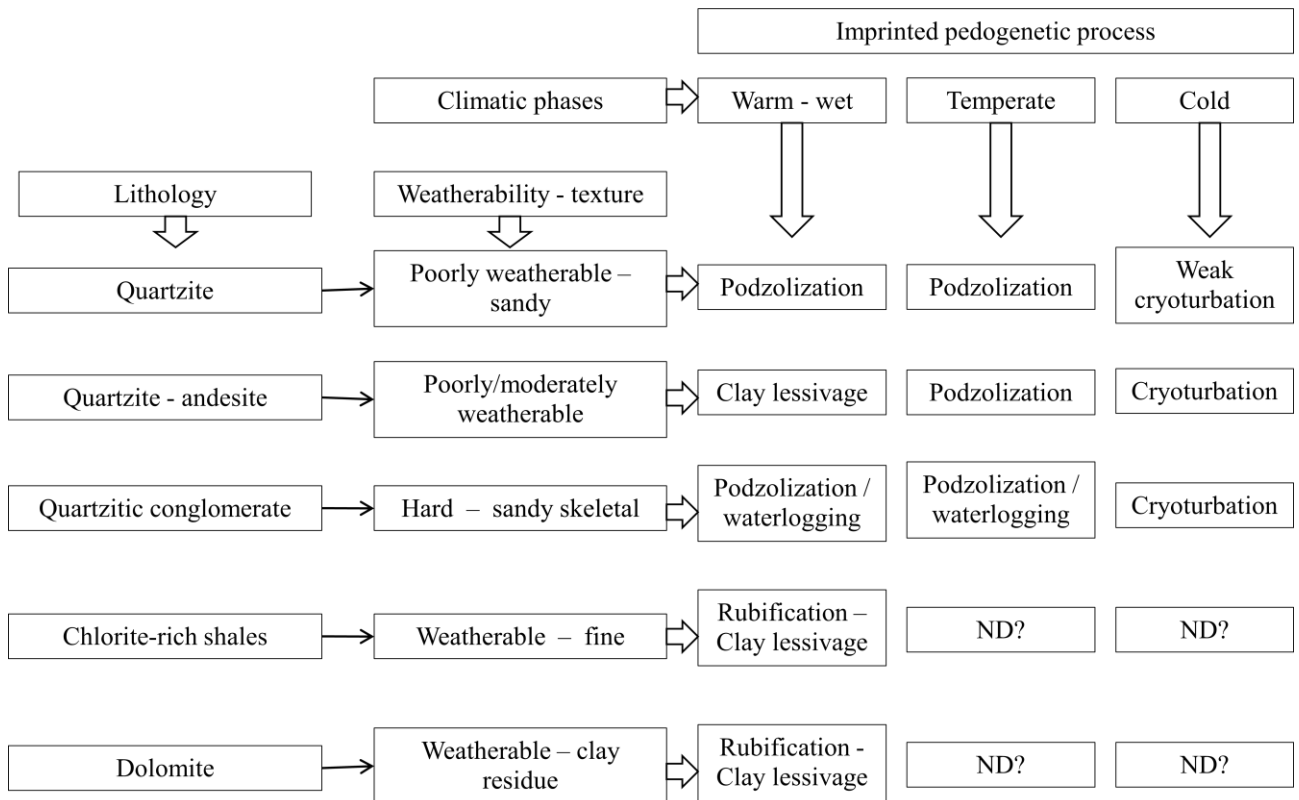 Imprinted pedogenetic process
Climatic phases
Warm - wet
Temperate
Cold
Lithology
Weatherability - texture
Quartzite
Poorly weatherable –
sandy
Podzolization
Podzolization
Weak
cryoturbation
Quartzite - andesite
Poorly/moderately
weatherable
Clay lessivage
Podzolization
Cryoturbation
Quartzitic conglomerate
Hard – sandy skeletal
Podzolization /
waterlogging
Podzolization /
waterlogging
Cryoturbation
Chlorite-rich shales
Weatherable – fine
Rubification –
Clay lessivage
ND?
ND?
Dolomite
Weatherable – clay
residue
Rubification -
Clay lessivage
ND?
ND?